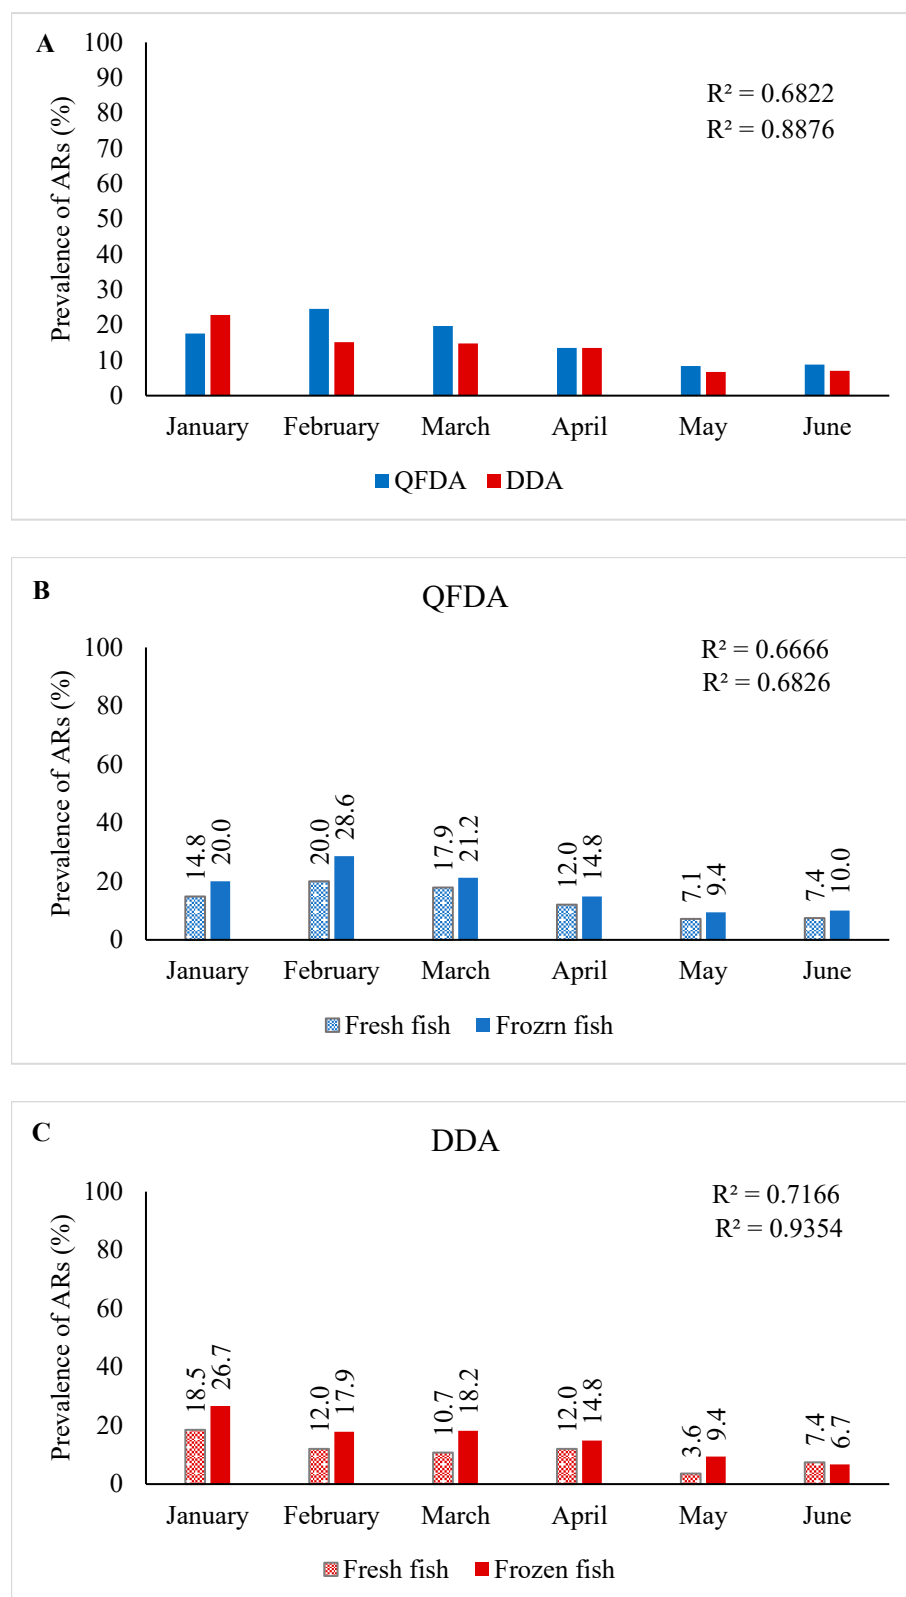 A
Prevalence of ARs (%)
100
90
80
70
60
50
40
30
20
10
0
R² = 0.6822
R² = 0.8876
January February March April May June
QFDA DDA
B
QFDA
Prevalence of ARs (%)
100
80
60
40
20
0
R² = 0.6666
R² = 0.6826
14.8 20.0 20.0 28.6 17.9 21.2 12.0 14.8 7.1 9.4 7.4 10.0
January February March April May June
Fresh fish Frozrn fish
C
DDA
Prevalence of ARs (%)
100
80
60
40
20
0
R² = 0.7166
R² = 0.9354
18.5 26.7 12.0 17.9 10.7 18.2 12.0 14.8 3.6 9.4 7.4 6.7
January February March April May June
Fresh fish Frozen fish